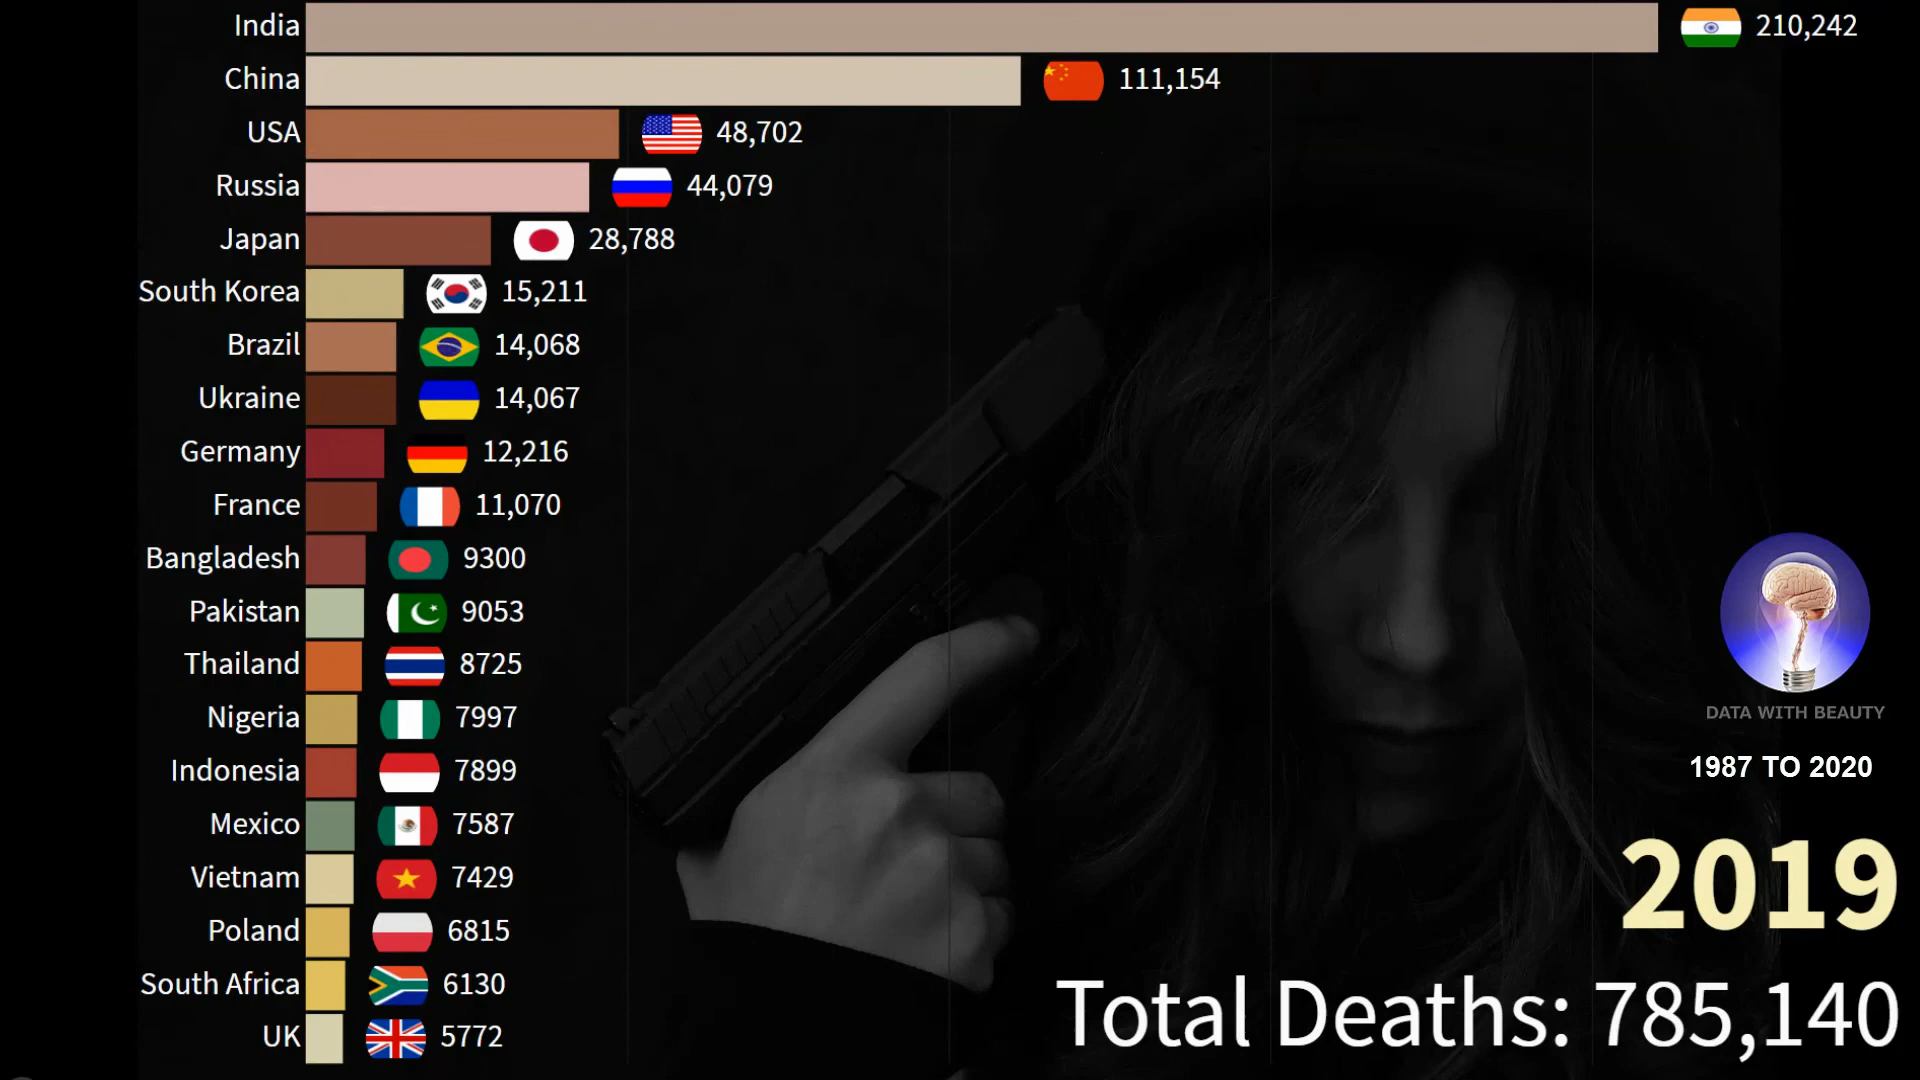 India 210,242
China 111,154
USA 48,702
Russia 44,079
Japan 28,788
South Korea 15,211
Brazil 14,068
Ukraine 14,067
Germany 12,216
France 11,070
Bangladesh 9300
Pakistan 9053
Thailand 8725
Nigeria 7997
Indonesia 7899
Mexico 7587
Vietnam 7429
Poland 6815
South Africa 6130
UK 5772
DATA WITH BEAUTY
1987 TO 2020
2019
Total Deaths: 785,140